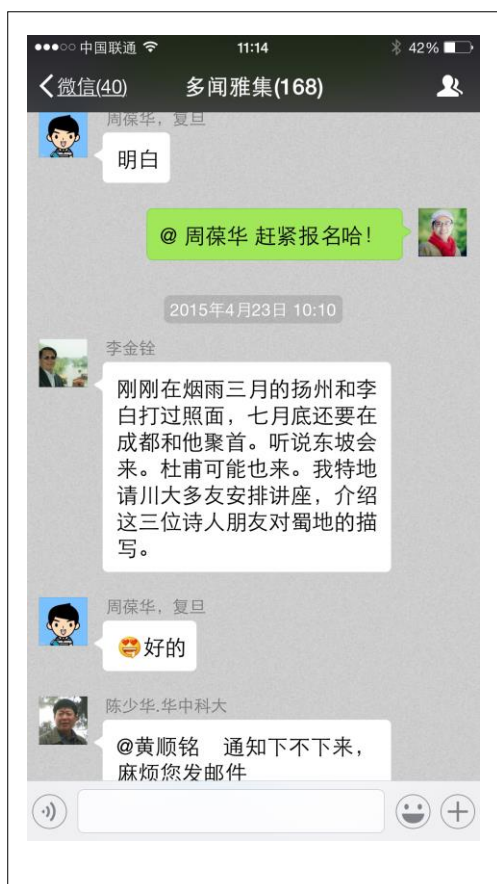 中国联通 11:14 42%
微信(40) 多闻雅集(168)
周葆华，复旦
明白
@ 周葆华 赶紧报名哈！
2015年4月23日 10:10
李金铨
刚刚在烟雨三月的扬州和李
白打过照面，七月底还要在
成都和他聚首。听说东坡会
来。杜甫可能也来。我特地
请川大多友安排讲座，介绍
这三位诗人朋友对蜀地的描
写。
周葆华，复旦
😍好的
陈少华.华中科大
@黄顺铭 通知下不下来，
麻烦您发邮件